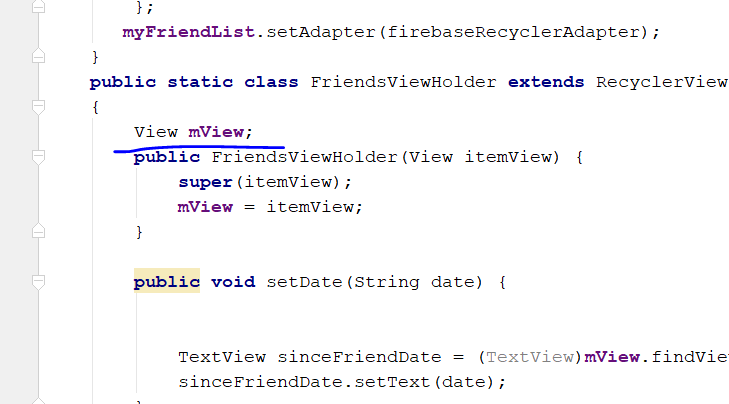 };
myFriendList.setAdapter(firebaseRecyclerAdapter);
}
public static class FriendsViewHolder extends RecyclerView
{
View mView;
public FriendsViewHolder(View itemView) {
super(itemView);
mView = itemView;
}
public void setDate(String date) {
TextView sinceFriendDate = (TextView)mView.findVie
sinceFriendDate.setText(date);